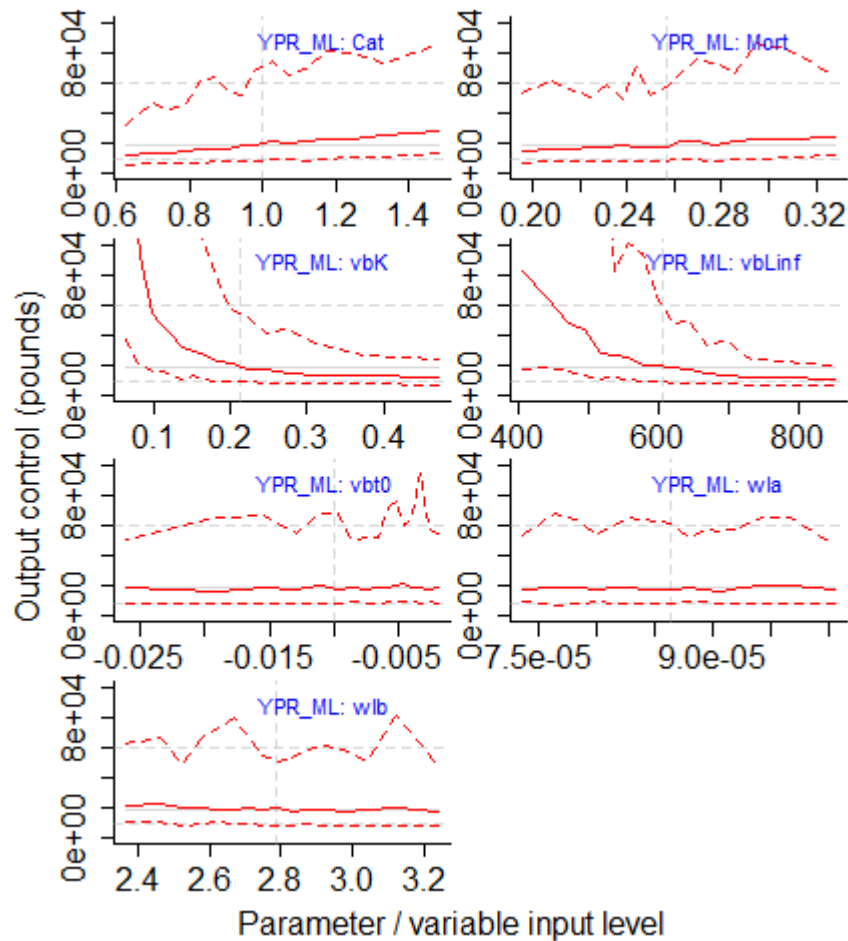 Output control (pounds)
YPR_ML: Cat
0e+00 8e+04
0.6 0.8 1.0 1.2 1.4
YPR_ML: Mort
0e+00 8e+04
0.20 0.24 0.28 0.32
YPR_ML: vbK
0e+00 8e+04
0.1 0.2 0.3 0.4
YPR_ML: vbLinf
0e+00 8e+04
400 600 800
YPR_ML: vbt0
0e+00 8e+04
-0.025 -0.015 -0.005
YPR_ML: wla
0e+00 8e+04
7.5e-05 9.0e-05
YPR_ML: wlb
0e+00 8e+04
2.4 2.6 2.8 3.0 3.2
Parameter / variable input level